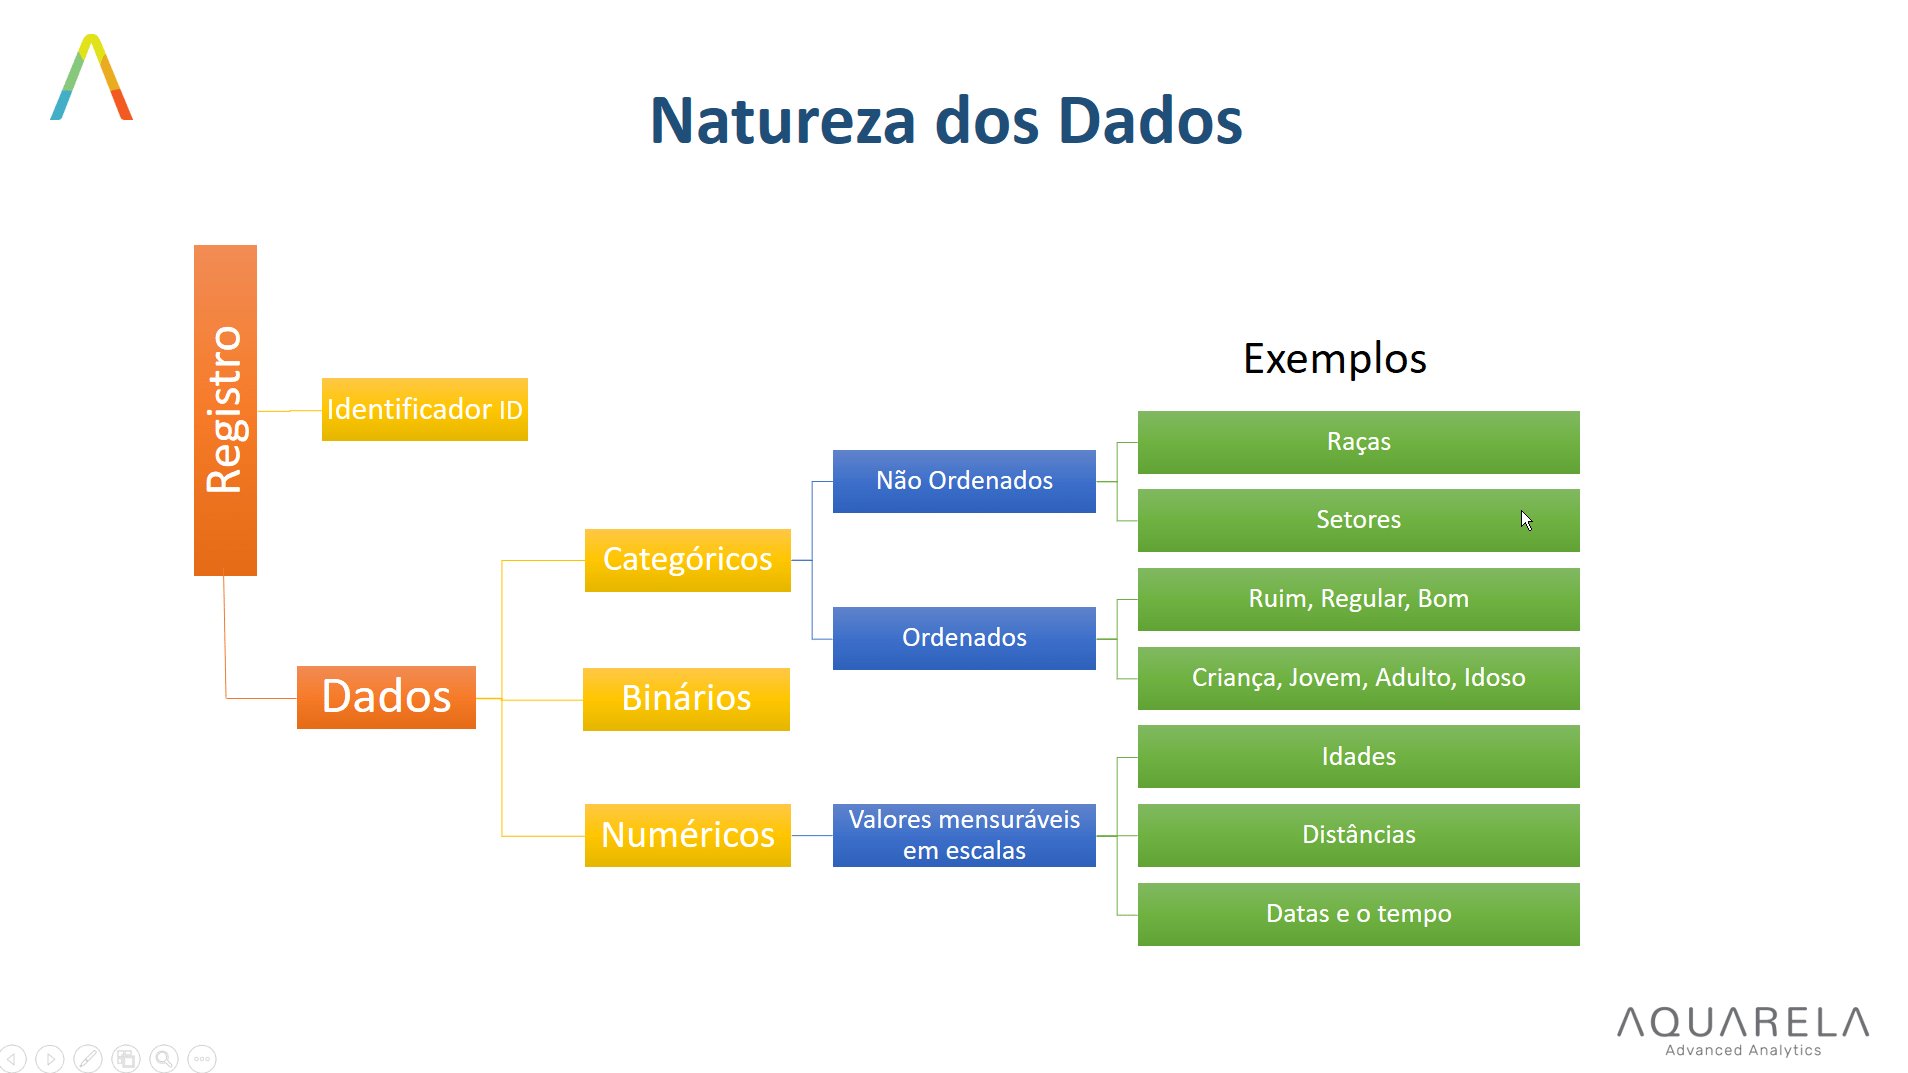 Natureza dos Dados
Registro
Identificador ID
Dados
Categóricos
Binários
Numéricos
Não Ordenados
Ordenados
Valores mensuráveis
em escalas
Exemplos
Raças
Setores
Ruim, Regular, Bom
Criança, Jovem, Adulto, Idoso
Idades
Distâncias
Datas e o tempo
AQUARELA
Advanced Analytics